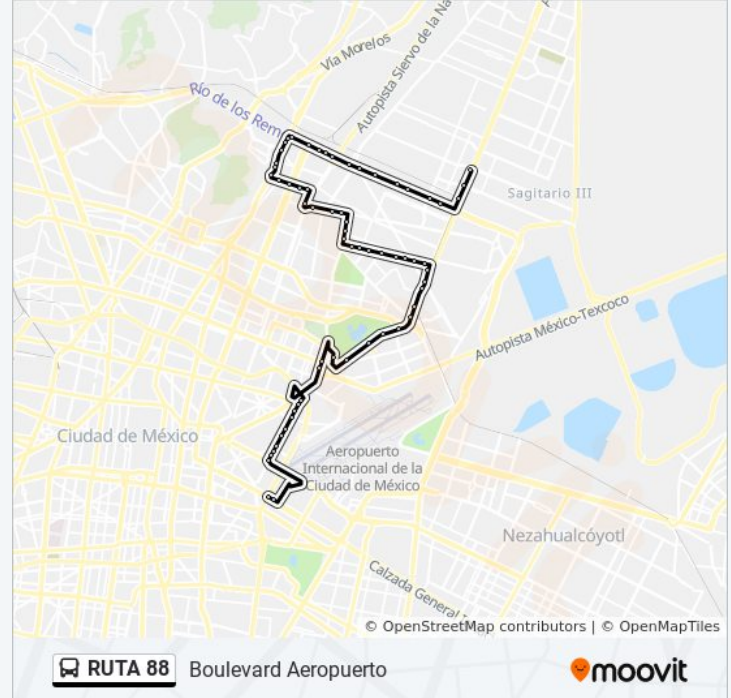 Vía Morelos
Autopista Siervo de la Na
Río de los Rem
Sagitario III
Autopista México-Texcoco
Ciudad de México
Aeropuerto
Internacional de la
Ciudad de México
Nezahualcóyotl
Calzada General
© OpenStreetMap contributors | © OpenMapTiles
RUTA 88 Boulevard Aeropuerto
moovit